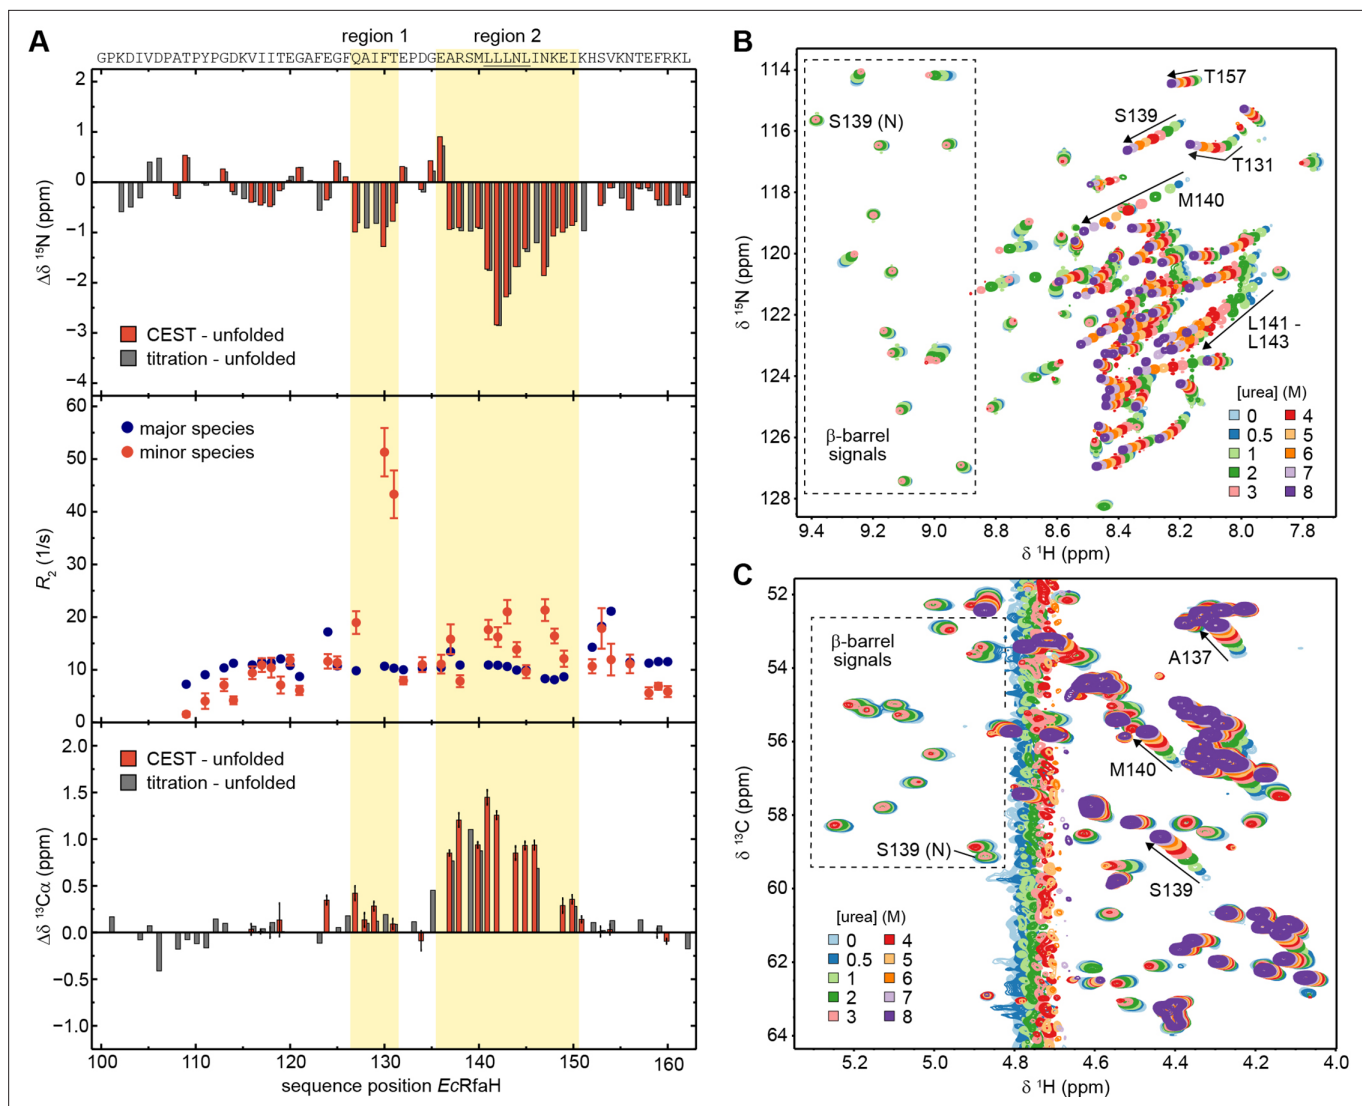 A
region 1 region 2
GPKDIVDPATPYPGDKVIITEGAFEGFQAIFTEPDGEARSMLLLNLINKEIKHSVKNTEFRKL
2
1
0
−1
−2
−3
−4
Δδ ¹⁵N (ppm)
CEST - unfolded
titration - unfolded
60
50
40
30
20
10
0
R₂ (1/s)
major species
minor species
2.0
1.5
1.0
0.5
0
−0.5
−1.0
Δδ ¹³Cα (ppm)
CEST - unfolded
titration - unfolded
100 110 120 130 140 150 160
sequence position EcRfaH
B
114
116
118
120
122
124
126
128
δ ¹⁵N (ppm)
T157
S139
S139 (N)
T131
M140
L141 -
L143
β-barrel
signals
[urea] (M)
0 4
0.5 5
1 6
2 7
3 8
9.4 9.2 9.0 8.8 8.6 8.4 8.2 8.0 7.8
δ ¹H (ppm)
C
52
54
56
58
60
62
64
δ ¹³C (ppm)
β-barrel
signals
A137
M140
S139 (N)
S139
[urea] (M)
0 4
0.5 5
1 6
2 7
3 8
5.2 5.0 4.8 4.6 4.4 4.2 4.0
δ ¹H (ppm)